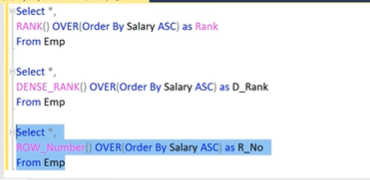 Select *,
RANK() OVER(Order By Salary ASC) as Rank
From Emp
Select *,
DENSE_RANK() OVER(Order By Salary ASC) as D_Rank
From Emp
Select *,
ROW_Number() OVER(Order By Salary ASC) as R_No
From Emp